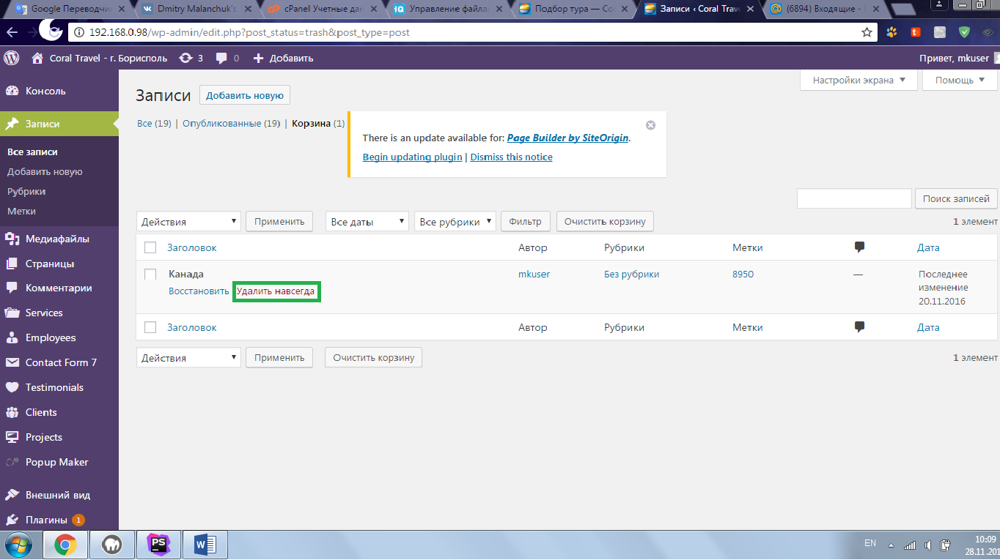 Google Переводчи
Dmitry Malanchuk's
cPanel Учетные дан
Управление файла
Подбор тура — Co
Записи ‹ Coral Trave
(6894) Входящие -
192.168.0.98/wp-admin/edit.php?post_status=trash&post_type=post
Coral Travel - г. Борисполь
3
0
Добавить
Привет, mkuser
Настройки экрана
Помощь
Консоль
Записи
Все записи
Добавить новую
Рубрики
Метки
Медиафайлы
Страницы
Комментарии
Services
Employees
Contact Form 7
Testimonials
Clients
Projects
Popup Maker
Внешний вид
Плагины 1
Записи Добавить новую
Все (19) | Опубликованные (19) | Корзина (1)
There is an update available for: Page Builder by SiteOrigin.
Begin updating plugin | Dismiss this notice
Поиск записей
Действия Применить Все даты Все рубрики Фильтр Очистить корзину 1 элемент
Заголовок Автор Рубрики Метки Дата
Канада mkuser Без рубрики 8950 — Последнее
Восстановить Удалить навсегда изменение
20.11.2016
Заголовок Автор Рубрики Метки Дата
Действия Применить Очистить корзину 1 элемент
PS
W
EN
10:09
28.11.201